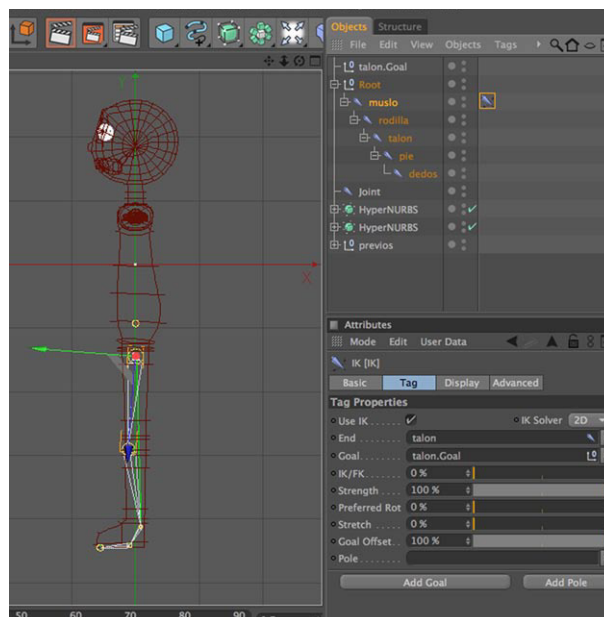 Objects Structure
File Edit View Objects Tags
talon.Goal
Root
muslo
rodilla
talon
pie
dedos
Joint
HyperNURBS
HyperNURBS
previos
Y
X
Attributes
Mode Edit User Data
IK [IK]
Basic Tag Display Advanced
Tag Properties
Use IK IK Solver 2D
End talon
Goal talon.Goal
IK/FK 0 %
Strength 100 %
Preferred Rot 0 %
Stretch 0 %
Goal Offset 100 %
Pole
Add Goal Add Pole
50 60 70 80 90